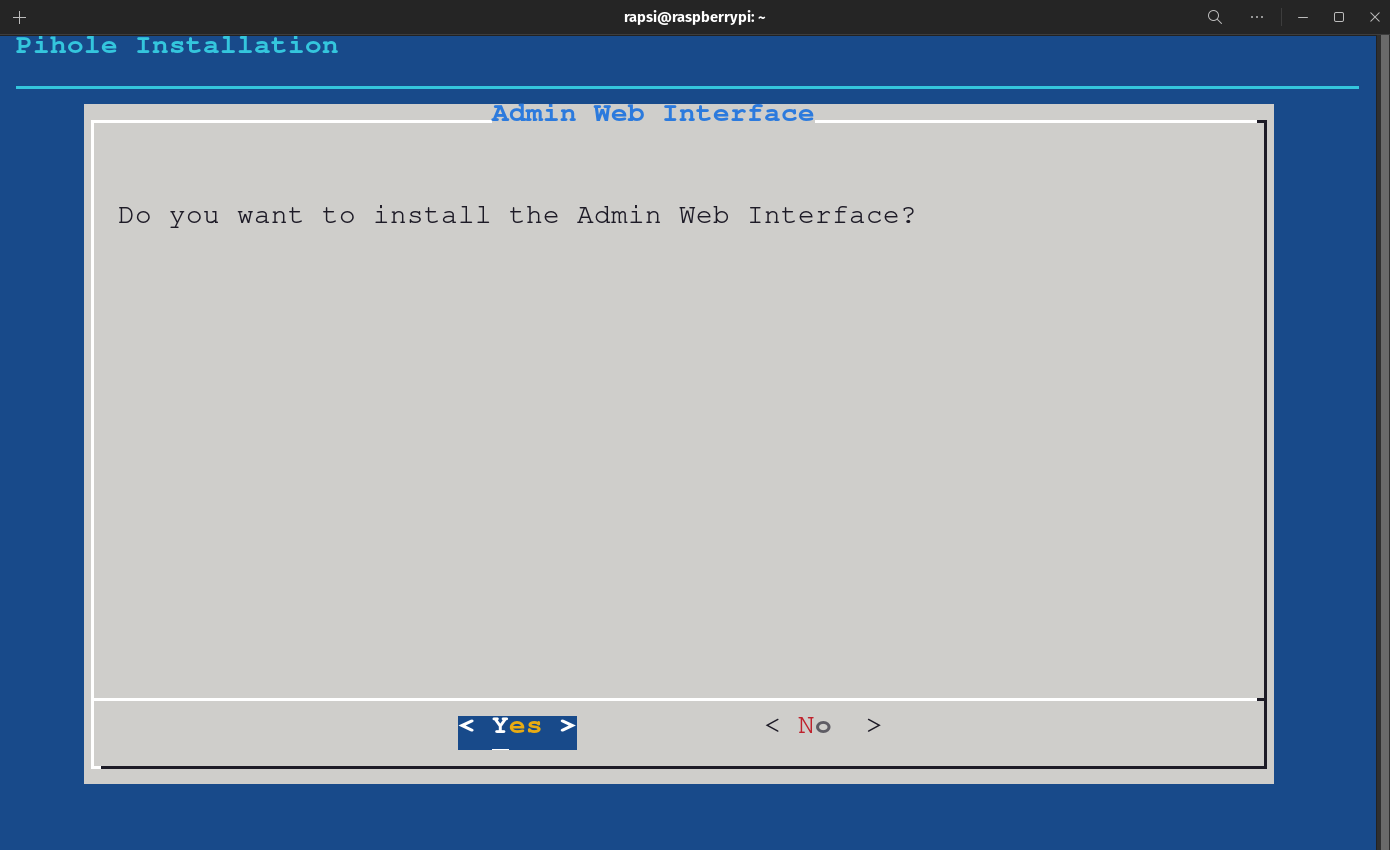 rapsi@raspberrypi: ~
Pihole Installation
Admin Web Interface
Do you want to install the Admin Web Interface?
< Yes > < No >